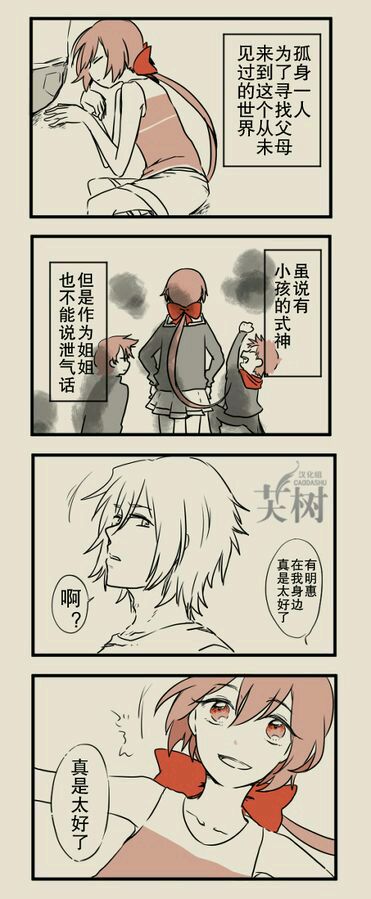 孤身一人
为了寻找父母
来到这个从未
见过的世界
虽说有
小孩的式神
但是作为姐姐
也不能说泄气话
汉化组
CAODASHU
芺树
有明惠
在我身边
真是太好了
啊？
真是太好了